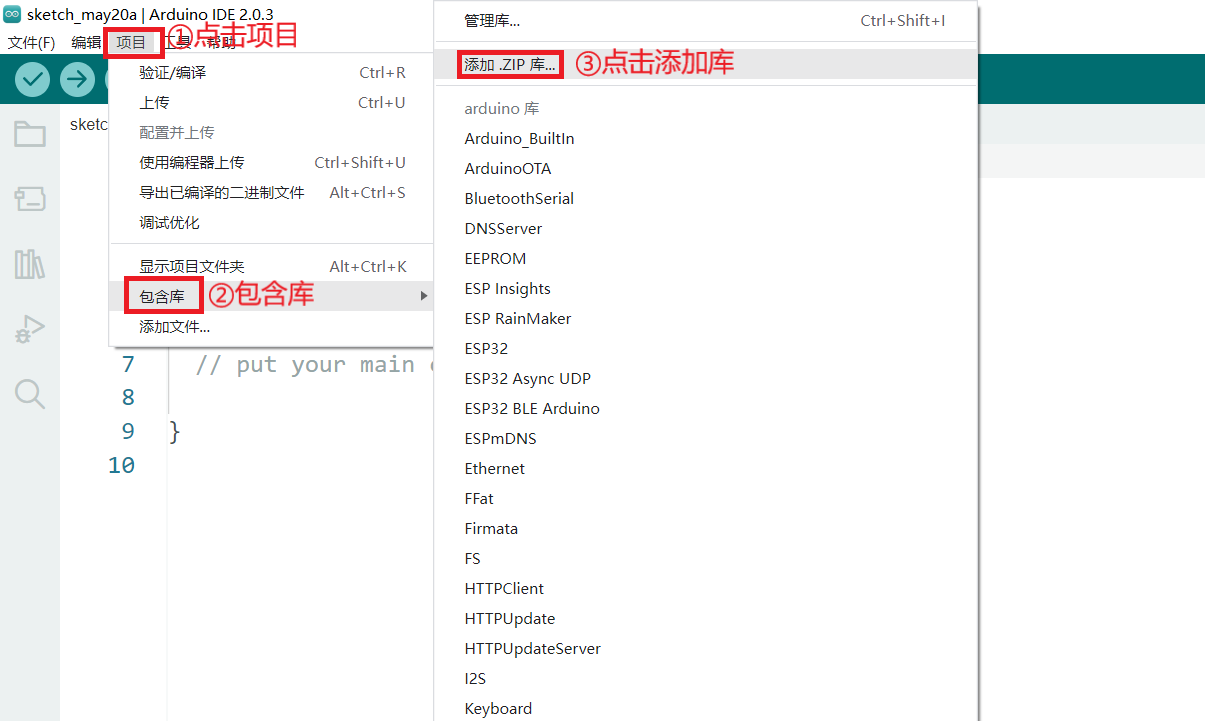 sketch_may20a | Arduino IDE 2.0.3
文件(F) 编辑 项目 工具 帮助
①点击项目
验证/编译 Ctrl+R
上传 Ctrl+U
配置并上传
使用编程器上传 Ctrl+Shift+U
导出已编译的二进制文件 Alt+Ctrl+S
调试优化
显示项目文件夹 Alt+Ctrl+K
包含库 ②包含库
添加文件...
管理库... Ctrl+Shift+I
添加 .ZIP 库... ③点击添加库
arduino 库
Arduino_BuiltIn
ArduinoOTA
BluetoothSerial
DNSServer
EEPROM
ESP Insights
ESP RainMaker
ESP32
ESP32 Async UDP
ESP32 BLE Arduino
ESPmDNS
Ethernet
FFat
Firmata
FS
HTTPClient
HTTPUpdate
HTTPUpdateServer
I2S
Keyboard
sketc
7 // put your main
8
9 }
10